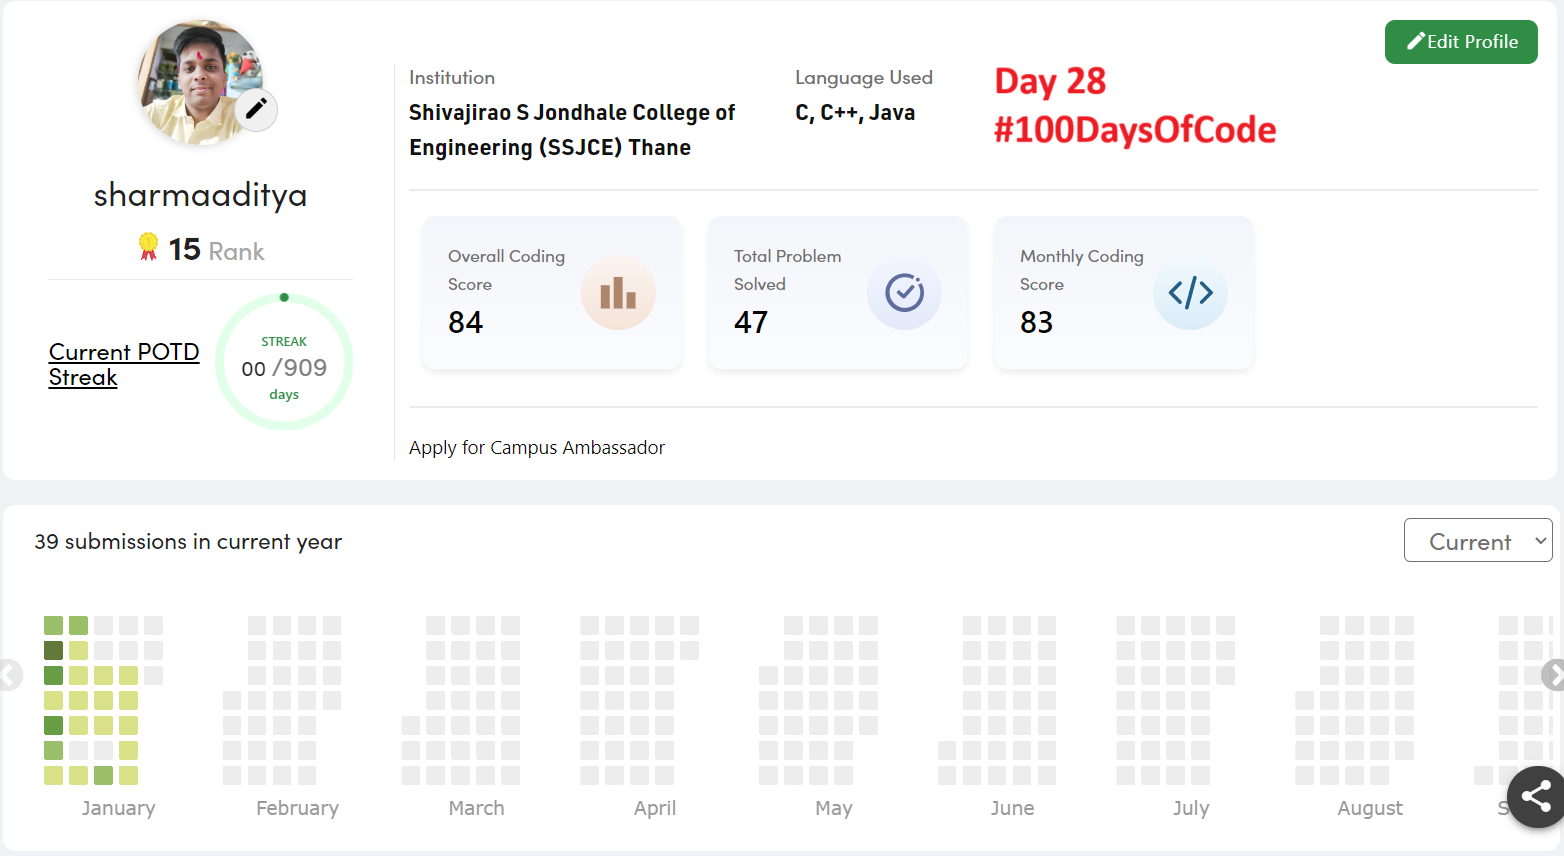 Edit Profile
Institution
Shivajirao S Jondhale College of
Engineering (SSJCE) Thane
Language Used
C, C++, Java
Day 28
#100DaysOfCode
sharmaaditya
15 Rank
Current POTD
Streak
STREAK
00 /909
days
Overall Coding
Score
84
Total Problem
Solved
47
Monthly Coding
Score
83
Apply for Campus Ambassador
39 submissions in current year
Current
January
February
March
April
May
June
July
August